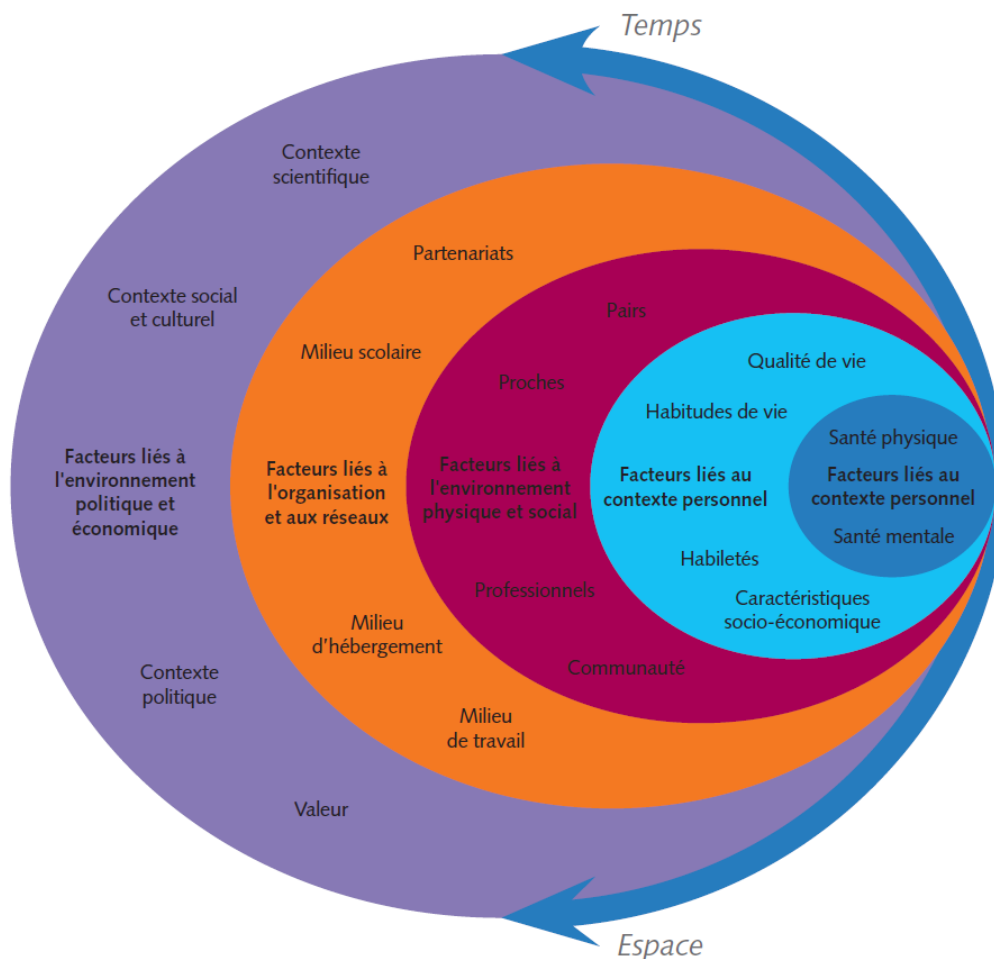 Temps
Contexte
scientifique
Partenariats
Contexte social
et culturel
Pairs
Milieu scolaire
Qualité de vie
Proches
Habitudes de vie
Santé physique
Facteurs liés à
l'environnement
politique et
économique
Facteurs liés à
l'organisation
et aux réseaux
Facteurs liés à
l'environnement
physique et social
Facteurs liés au
contexte personnel
Facteurs liés au
contexte personnel
Santé mentale
Habiletés
Professionnels
Caractéristiques
socio-économique
Milieu
d'hébergement
Communauté
Contexte
politique
Milieu
de travail
Valeur
Espace